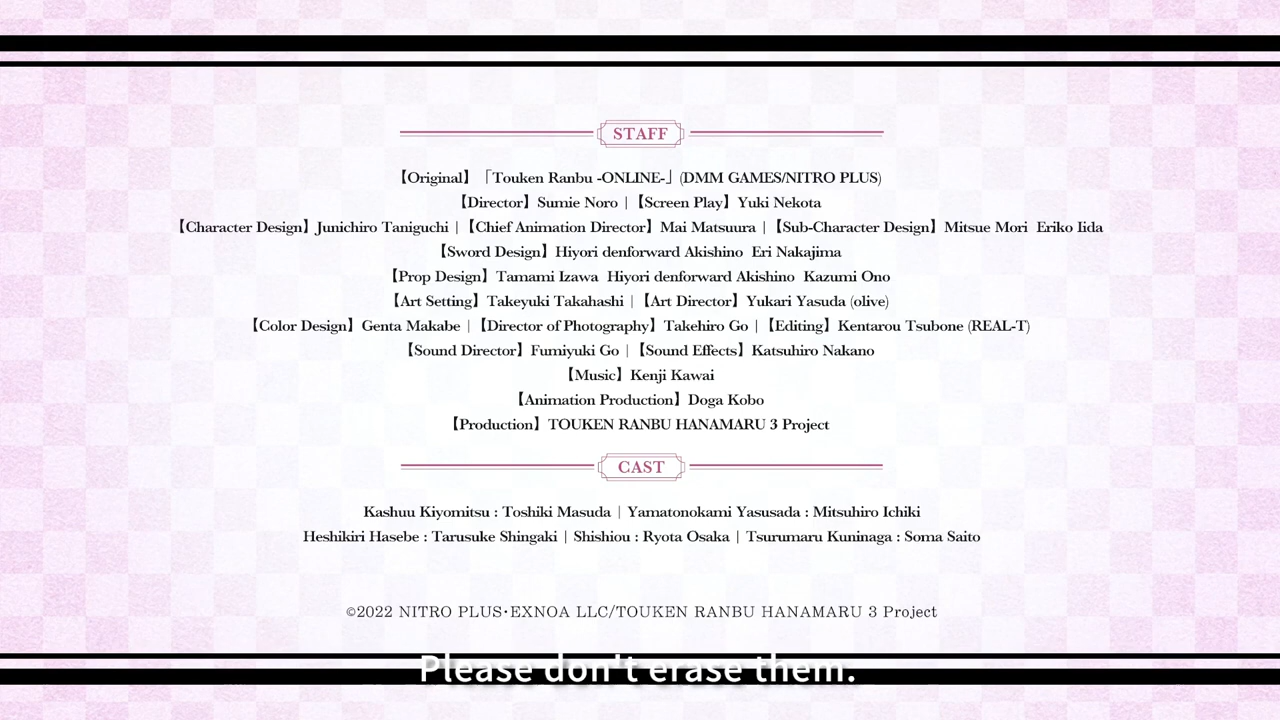 STAFF
【Original】「Touken Ranbu -ONLINE-」(DMM GAMES/NITRO PLUS)
【Director】Sumie Noro | 【Screen Play】Yuki Nekota
【Character Design】Junichiro Taniguchi | 【Chief Animation Director】Mai Matsuura | 【Sub-Character Design】Mitsue Mori Eriko Iida
【Sword Design】Hiyori denforward Akishino Eri Nakajima
【Prop Design】Tamami Izawa Hiyori denforward Akishino Kazumi Ono
【Art Setting】Takeyuki Takahashi | 【Art Director】Yukari Yasuda (olive)
【Color Design】Genta Makabe | 【Director of Photography】Takehiro Go | 【Editing】Kentarou Tsubone (REAL-T)
【Sound Director】Fumiyuki Go | 【Sound Effects】Katsuhiro Nakano
【Music】Kenji Kawai
【Animation Production】Doga Kobo
【Production】TOUKEN RANBU HANAMARU 3 Project
CAST
Kashuu Kiyomitsu : Toshiki Masuda | Yamatonokami Yasusada : Mitsuhiro Ichiki
Heshikiri Hasebe : Tarusuke Shingaki | Shishiou : Ryota Osaka | Tsurumaru Kuninaga : Soma Saito
©2022 NITRO PLUS・EXNOA LLC/TOUKEN RANBU HANAMARU 3 Project
Please don't erase them.